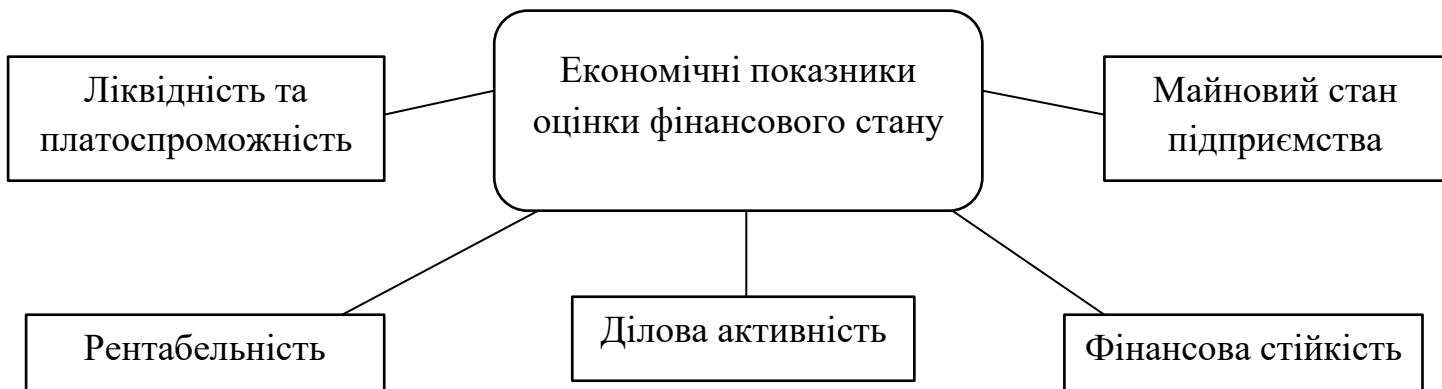 Економічні показники
оцінки фінансового стану
Ліквідність та
платоспроможність
Майновий стан
підприємства
Рентабельність
Ділова активність
Фінансова стійкість